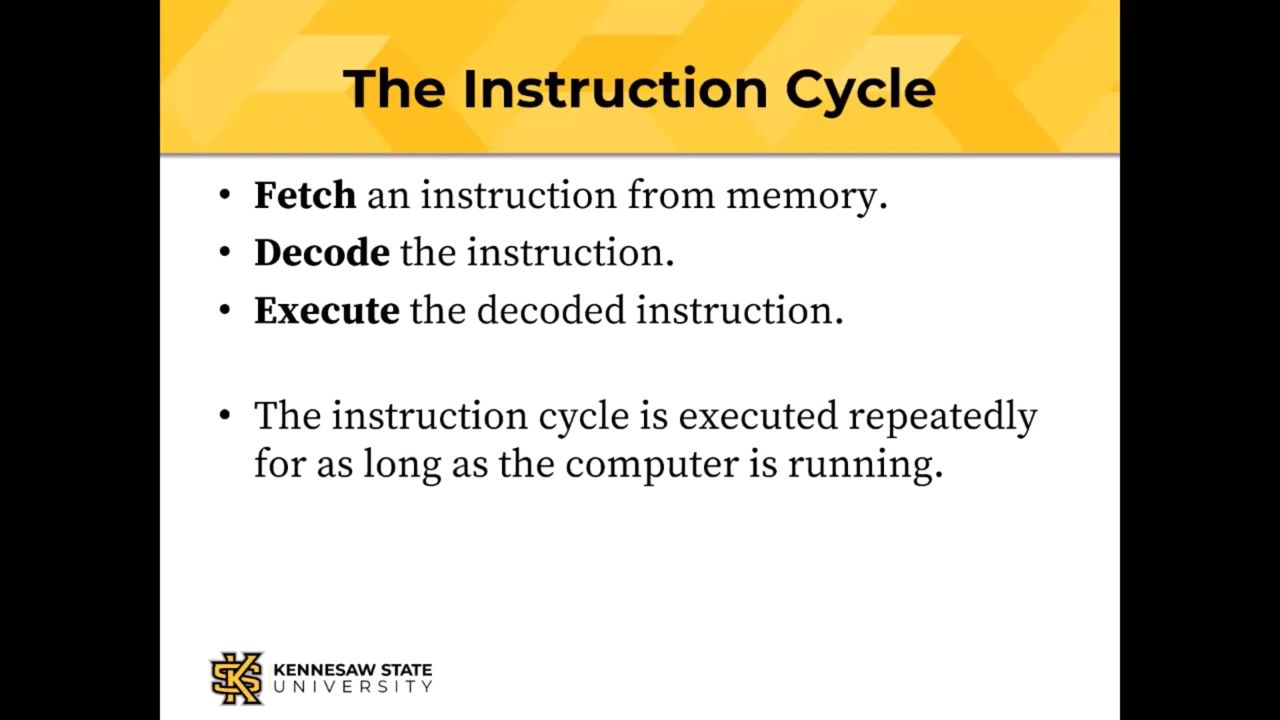 The Instruction Cycle
• Fetch an instruction from memory.
• Decode the instruction.
• Execute the decoded instruction.
• The instruction cycle is executed repeatedly
for as long as the computer is running.
KS
KENNESAW STATE
UNIVERSITY